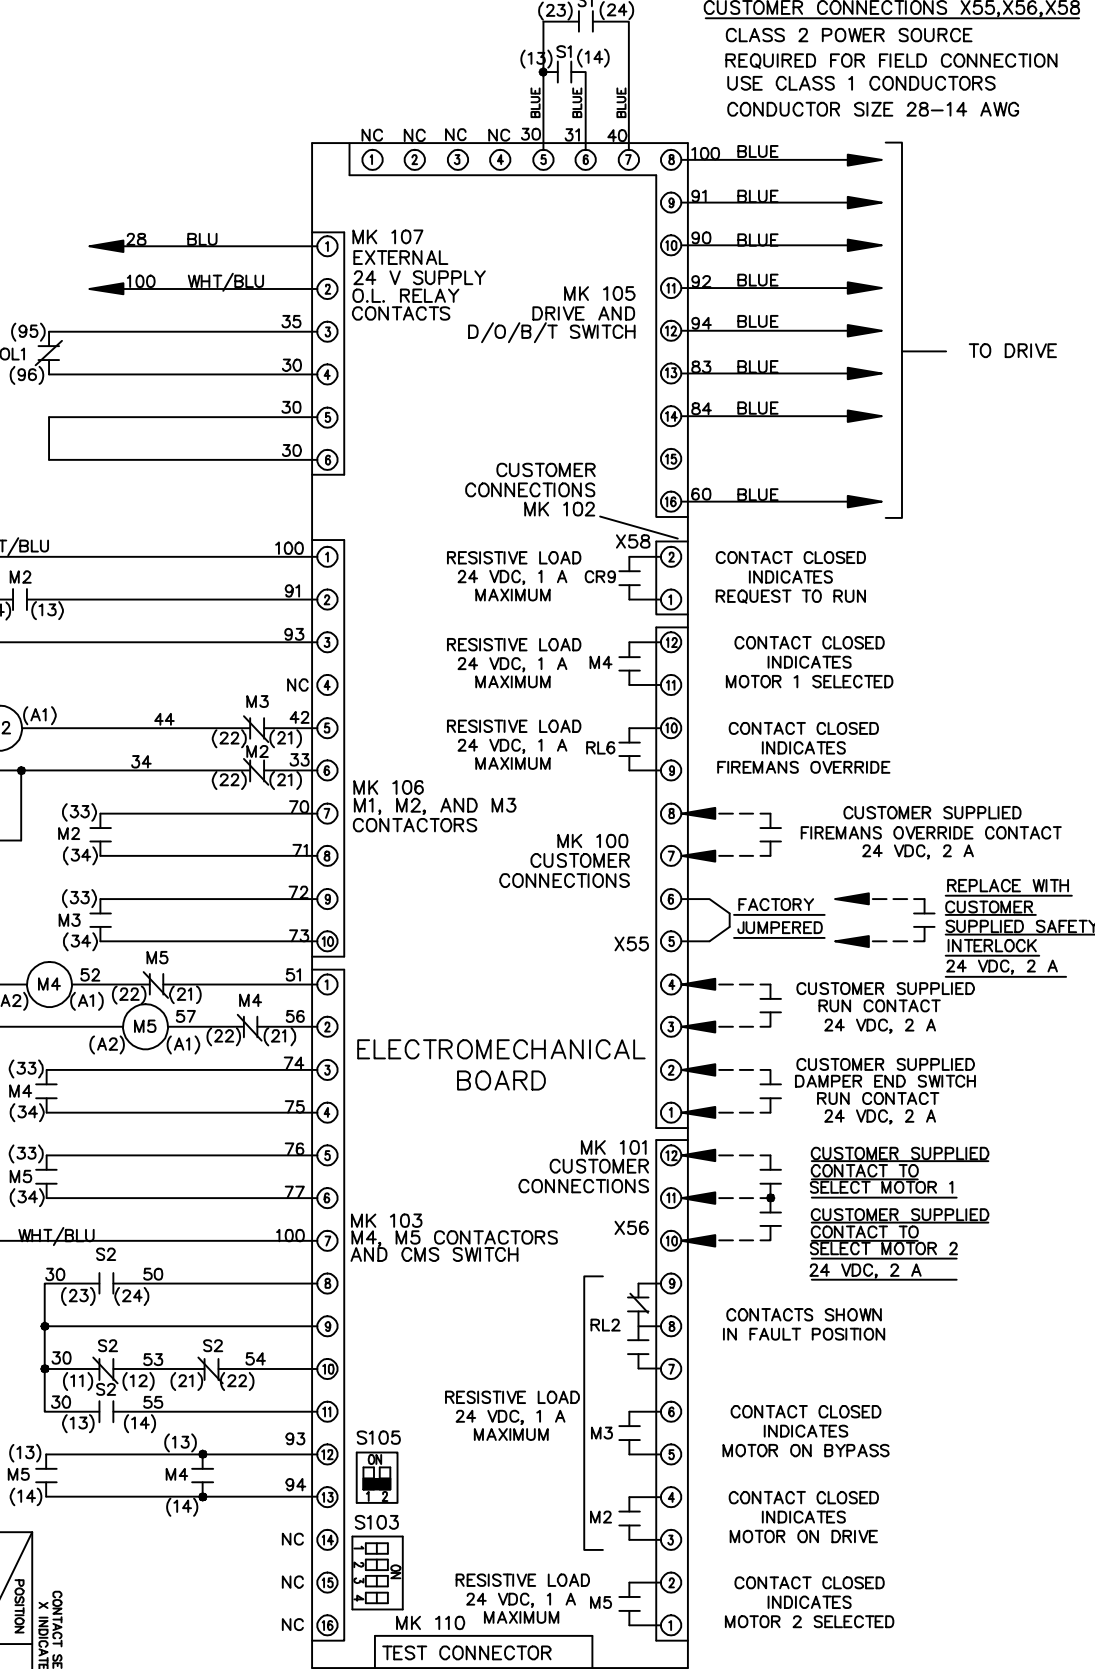 (23) S1 (24)
CUSTOMER CONNECTIONS X55,X56,X58
CLASS 2 POWER SOURCE
REQUIRED FOR FIELD CONNECTION
USE CLASS 1 CONDUCTORS
CONDUCTOR SIZE 28-14 AWG
(13) S1 (14)
BLUE BLUE BLUE
NC NC NC NC 30 31 40
1 2 3 4 5 6 7 8 100 BLUE
9 91 BLUE
10 90 BLUE
11 92 BLUE
12 94 BLUE
13 83 BLUE
14 84 BLUE
15
16 60 BLUE
TO DRIVE
MK 105
DRIVE AND
D/O/B/T SWITCH
28 BLU 1
100 WHT/BLU 2
(95) 35 3
OL1
(96) 30 4
30 5
30 6
MK 107
EXTERNAL
24 V SUPPLY
O.L. RELAY
CONTACTS
CUSTOMER
CONNECTIONS
MK 102
X58
T/BLU 100 1
M2
(13) 91 2
93 3
NC 4
2 (A1) 44 M3 (22) (21) 42 5
34 M2 (22) (21) 33 6
(33) 70 7
M2
(34) 71 8
(33) 72 9
M3
(34) 73 10
MK 106
M1, M2, AND M3
CONTACTORS
RESISTIVE LOAD
24 VDC, 1 A
MAXIMUM
CR9
2
1
CONTACT CLOSED
INDICATES
REQUEST TO RUN
RESISTIVE LOAD
24 VDC, 1 A
MAXIMUM
M4
12
11
CONTACT CLOSED
INDICATES
MOTOR 1 SELECTED
RESISTIVE LOAD
24 VDC, 1 A
MAXIMUM
RL6
10
9
CONTACT CLOSED
INDICATES
FIREMANS OVERRIDE
MK 100
CUSTOMER
CONNECTIONS
X55
8
7
CUSTOMER SUPPLIED
FIREMANS OVERRIDE CONTACT
24 VDC, 2 A
6
5
FACTORY
JUMPERED
REPLACE WITH
CUSTOMER
SUPPLIED SAFETY
INTERLOCK
24 VDC, 2 A
4
3
CUSTOMER SUPPLIED
RUN CONTACT
24 VDC, 2 A
2
1
CUSTOMER SUPPLIED
DAMPER END SWITCH
RUN CONTACT
24 VDC, 2 A
A2) M4 (A1) 52 M5 (22) (21) 51 1
(A2) M5 (A1) 57 M4 (22) (21) 56 2
(33) 74 3
M4
(34) 75 4
(33) 76 5
M5
(34) 77 6
WHT/BLU 100 7
ELECTROMECHANICAL
BOARD
MK 103
M4, M5 CONTACTORS
AND CMS SWITCH
S2
30 (23) (24) 50 8
9
30 S2 (11) (12) 53 S2 (21) (22) 54 10
30 S2 (13) (14) 55 11
(13) (13) 93 12
M5 M4
(14) (14) 94 13
NC 14
NC 15
NC 16
MK 101
CUSTOMER
CONNECTIONS
X56
12
11
10
CUSTOMER SUPPLIED
CONTACT TO
SELECT MOTOR 1
CUSTOMER SUPPLIED
CONTACT TO
SELECT MOTOR 2
24 VDC, 2 A
9
RL2 8
7
CONTACTS SHOWN
IN FAULT POSITION
RESISTIVE LOAD
24 VDC, 1 A
MAXIMUM
M3
6
5
CONTACT CLOSED
INDICATES
MOTOR ON BYPASS
M2
4
3
CONTACT CLOSED
INDICATES
MOTOR ON DRIVE
RESISTIVE LOAD
24 VDC, 1 A
MAXIMUM
M5
2
1
CONTACT CLOSED
INDICATES
MOTOR 2 SELECTED
S105
ON
1 2
S103
1
2
3
4
ON
MK 110
TEST CONNECTOR
POSITION
CONTACT SE
X INDICATE